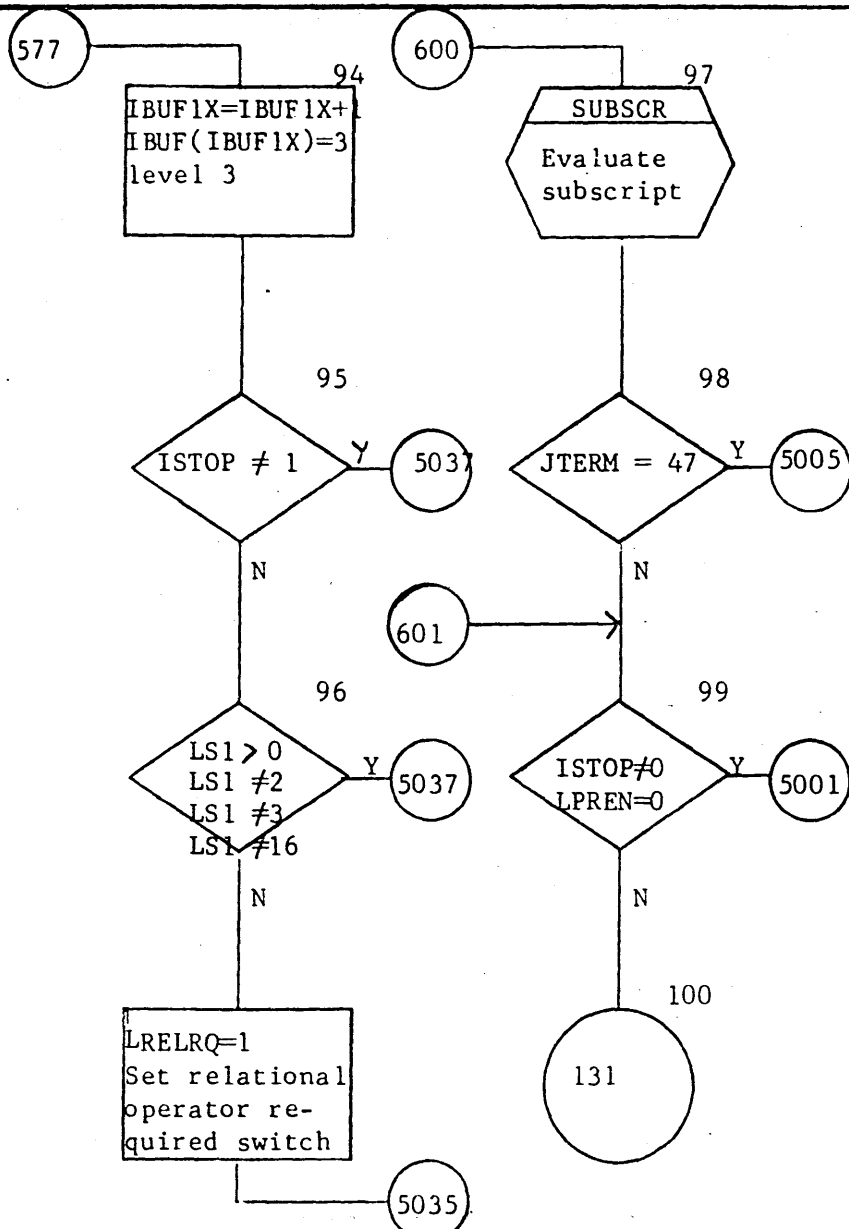 577
94
IBUF1X=IBUF1X+1
IBUF(IBUF1X)=3
level 3
95
ISTOP ≠ 1
Y
5037
N
96
LS1 > 0
LS1 ≠2
LS1 ≠3
LS1 ≠16
Y
5037
N
LRELRQ=1
Set relational
operator re-
quired switch
5035
600
97
SUBSCR
Evaluate
subscript
98
JTERM = 47
Y
5005
N
601
99
ISTOP≠0
LPREN=0
Y
5001
N
100
131